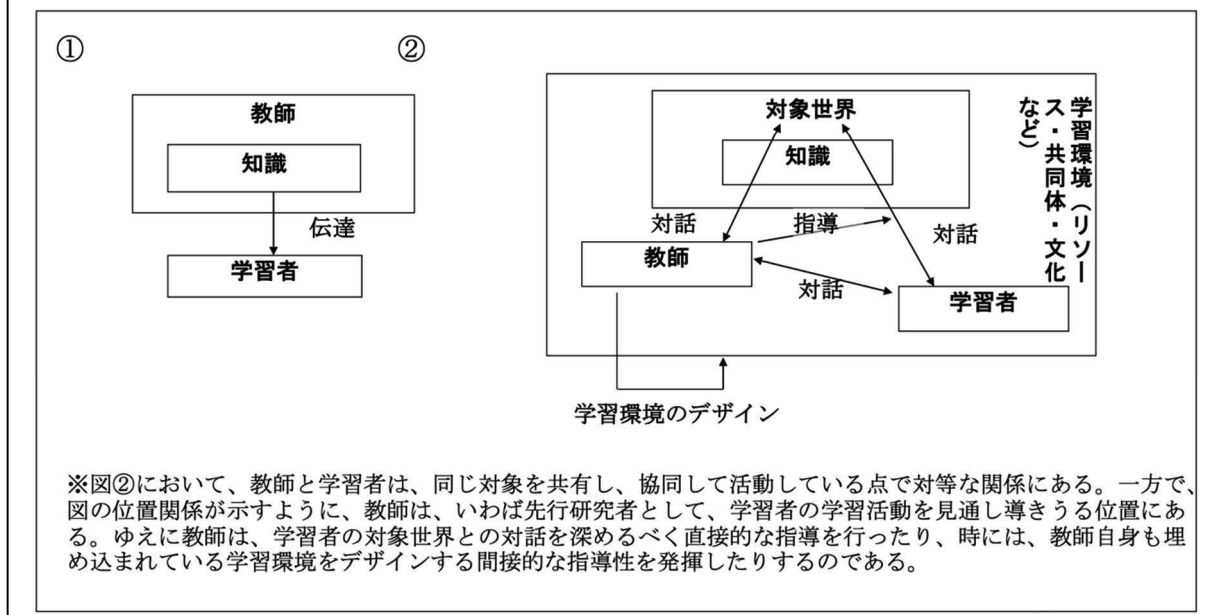 ①
教師
知識
伝達
学習者
②
対象世界
知識
学習環境（リソー
ス・共同体・文化
など）
対話
指導
対話
教師
対話
学習者
学習環境のデザイン
※図②において、教師と学習者は、同じ対象を共有し、協同して活動している点で対等な関係にある。一方で、
図の位置関係が示すように、教師は、いわば先行研究者として、学習者の学習活動を見通し導きうる位置にあ
る。ゆえに教師は、学習者の対象世界との対話を深めるべく直接的な指導を行ったり、時には、教師自身も埋
め込まれている学習環境をデザインする間接的な指導性を発揮したりするのである。